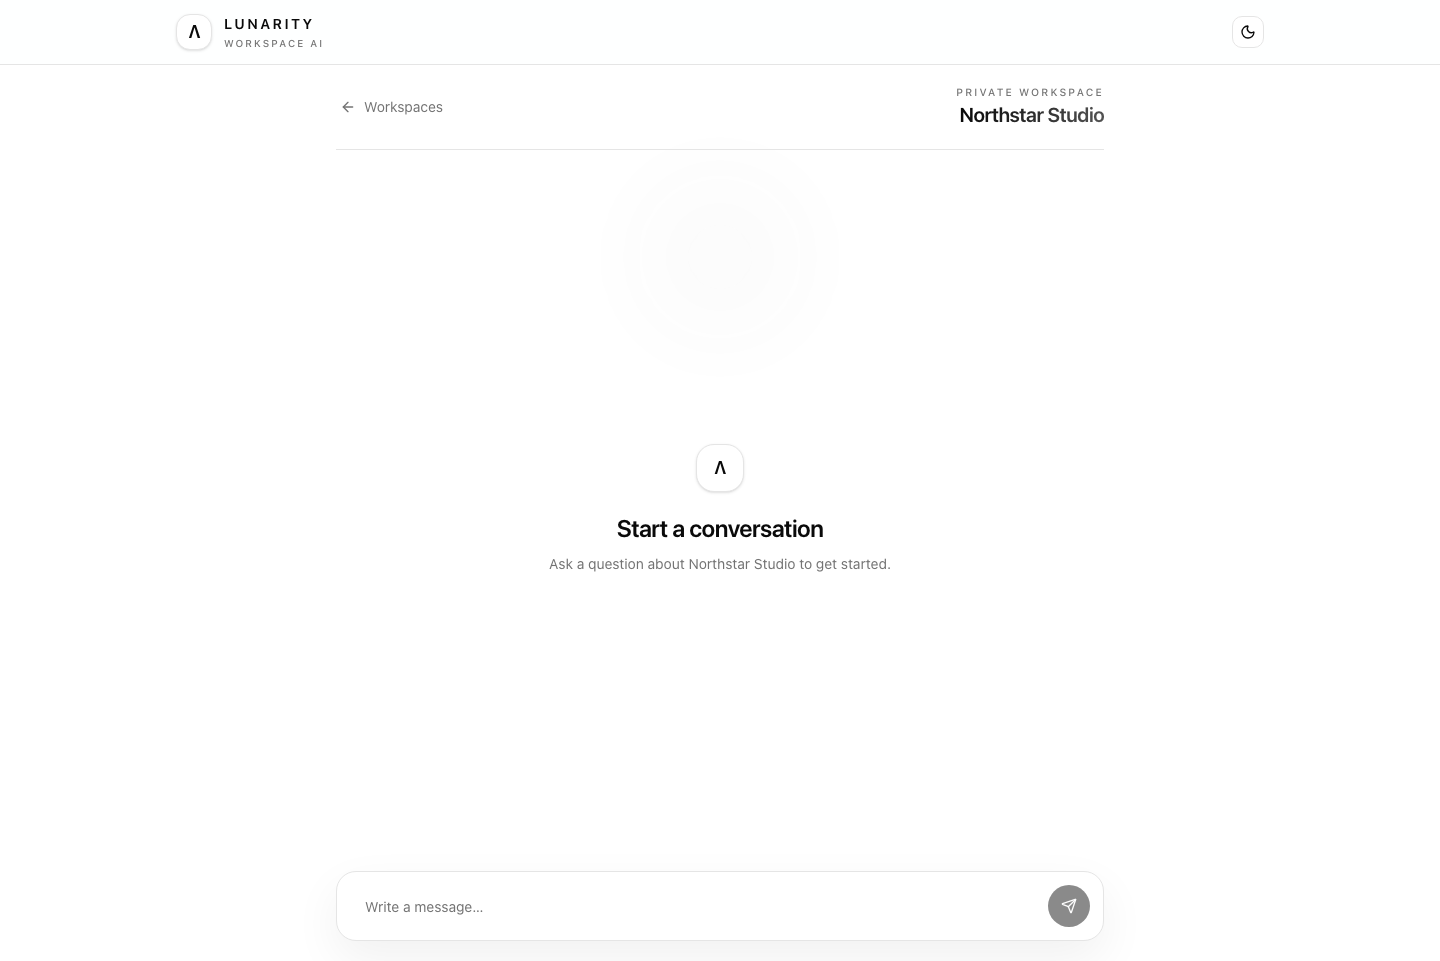 Λ
LUNARITY
WORKSPACE AI
Workspaces
PRIVATE WORKSPACE
Northstar Studio
Λ
Start a conversation
Ask a question about Northstar Studio to get started.
Write a message...